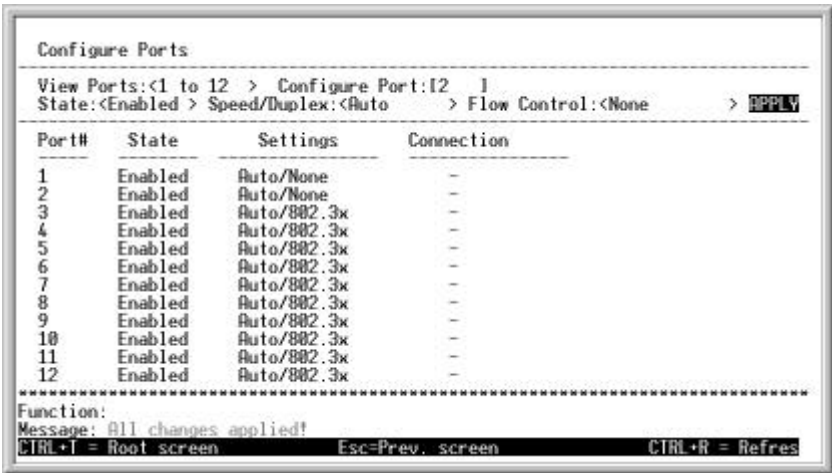 Configure Ports
View Ports:<1 to 12  >  Configure Port:[2   ]
State:<Enabled > Speed/Duplex:<Auto      > Flow Control:<None       > APPLY
Port#   State   Settings   Connection
1   Enabled   Auto/None   -
2   Enabled   Auto/None   -
3   Enabled   Auto/802.3x   -
4   Enabled   Auto/802.3x   -
5   Enabled   Auto/802.3x   -
6   Enabled   Auto/802.3x   -
7   Enabled   Auto/802.3x   -
8   Enabled   Auto/802.3x   -
9   Enabled   Auto/802.3x   -
10   Enabled   Auto/802.3x   -
11   Enabled   Auto/802.3x   -
12   Enabled   Auto/802.3x   -
Function:
Message: All changes applied!
CTRL+T = Root screen   Esc=Prev. screen   CTRL+R = Refres